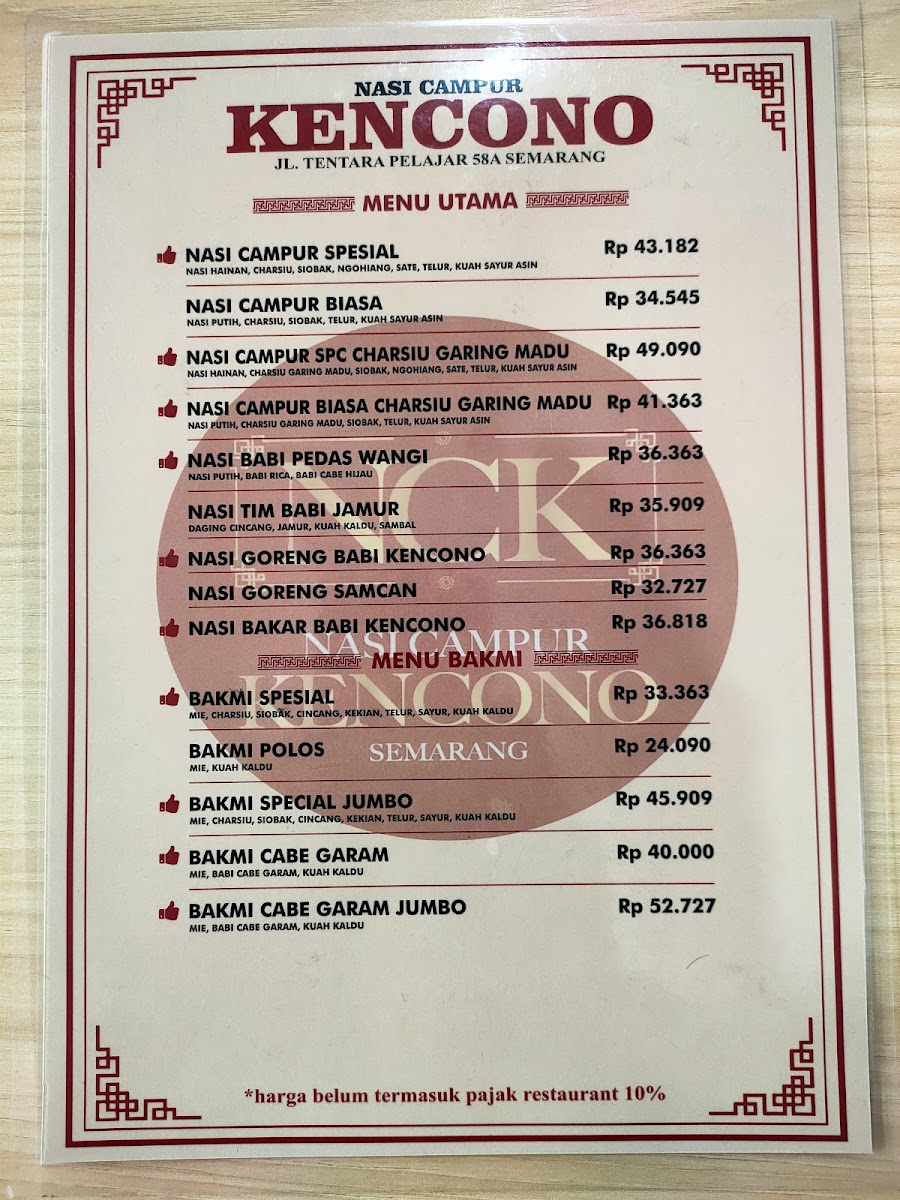 NASI CAMPUR
KENCONO
JL. TENTARA PELAJAR 58A SEMARANG
MENU UTAMA
NASI CAMPUR SPESIAL Rp 43.182
NASI HAINAN, CHARSIU, SIOBAK, NGOHIANG, SATE, TELUR, KUAH SAYUR ASIN
NASI CAMPUR BIASA Rp 34.545
NASI PUTIH, CHARSIU, SIOBAK, TELUR, KUAH SAYUR ASIN
NASI CAMPUR SPC CHARSIU GARING MADU Rp 49.090
NASI HAINAN, CHARSIU GARING MADU, SIOBAK, NGOHIANG, SATE, TELUR, KUAH SAYUR ASIN
NASI CAMPUR BIASA CHARSIU GARING MADU Rp 41.363
NASI PUTIH, CHARSIU GARING MADU, SIOBAK, TELUR, KUAH SAYUR ASIN
NASI BABI PEDAS WANGI Rp 36.363
NASI PUTIH, BABI RICA, BABI CABE HIJAU
NCK
NASI TIM BABI JAMUR Rp 35.909
DAGING CINCANG, JAMUR, KUAH KALDU, SAMBAL
NASI GORENG BABI KENCONO Rp 36.363
NASI GORENG SAMCAN Rp 32.727
NASI BAKAR BABI KENCONO Rp 36.818
NASI CAMPUR
MENU BAKMI
KENCONO
BAKMI SPESIAL Rp 33.363
MIE, CHARSIU, SIOBAK, CINCANG, KEKIAN, TELUR, SAYUR, KUAH KALDU
BAKMI POLOS Rp 24.090
MIE, KUAH KALDU
SEMARANG
BAKMI SPECIAL JUMBO Rp 45.909
MIE, CHARSIU, SIOBAK, CINCANG, KEKIAN, TELUR, SAYUR, KUAH KALDU
BAKMI CABE GARAM Rp 40.000
MIE, BABI CABE GARAM, KUAH KALDU
BAKMI CABE GARAM JUMBO Rp 52.727
MIE, BABI CABE GARAM, KUAH KALDU
*harga belum termasuk pajak restaurant 10%